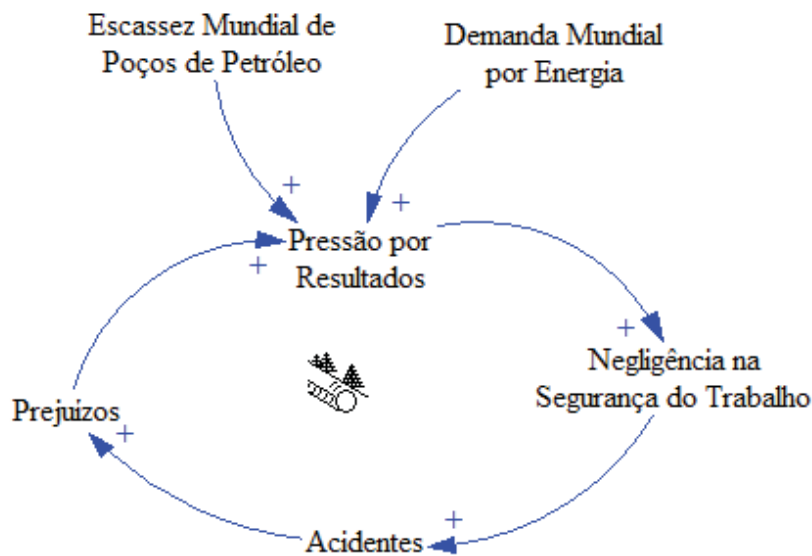 Escassez Mundial de
Poços de Petróleo
Demanda Mundial
por Energia
+
+
Pressão por
Resultados
+
+
Negligência na
Segurança do Trabalho
Prejuizos
+
Acidentes
+